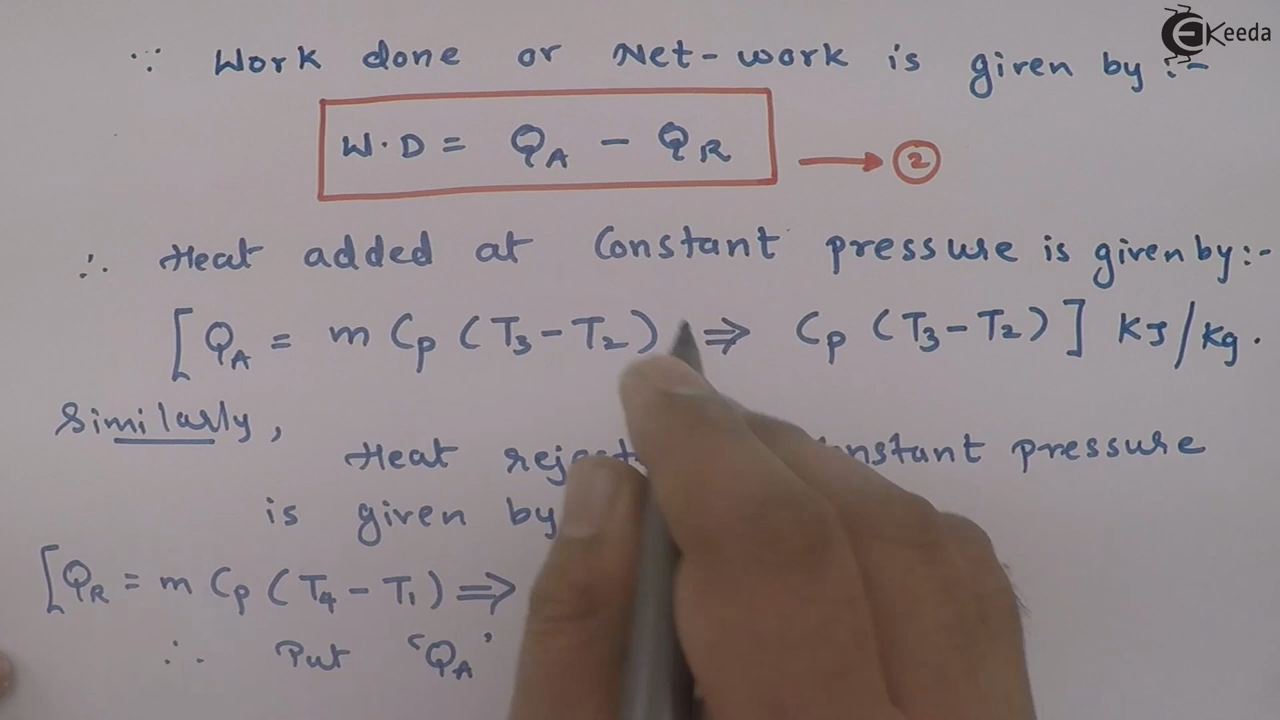 EKeeda
∵ Work done or Net-work is given by :-
W.D = QA - QR → 2
∴ Heat added at Constant pressure is given by:-
[QA = m Cp (T3-T2) ⇒ Cp (T3-T2)] KJ/Kg.
Similarly,
Heat pressure
is given by
[QR = m Cp (T4-T1) ⇒
∴ Put 'QA'